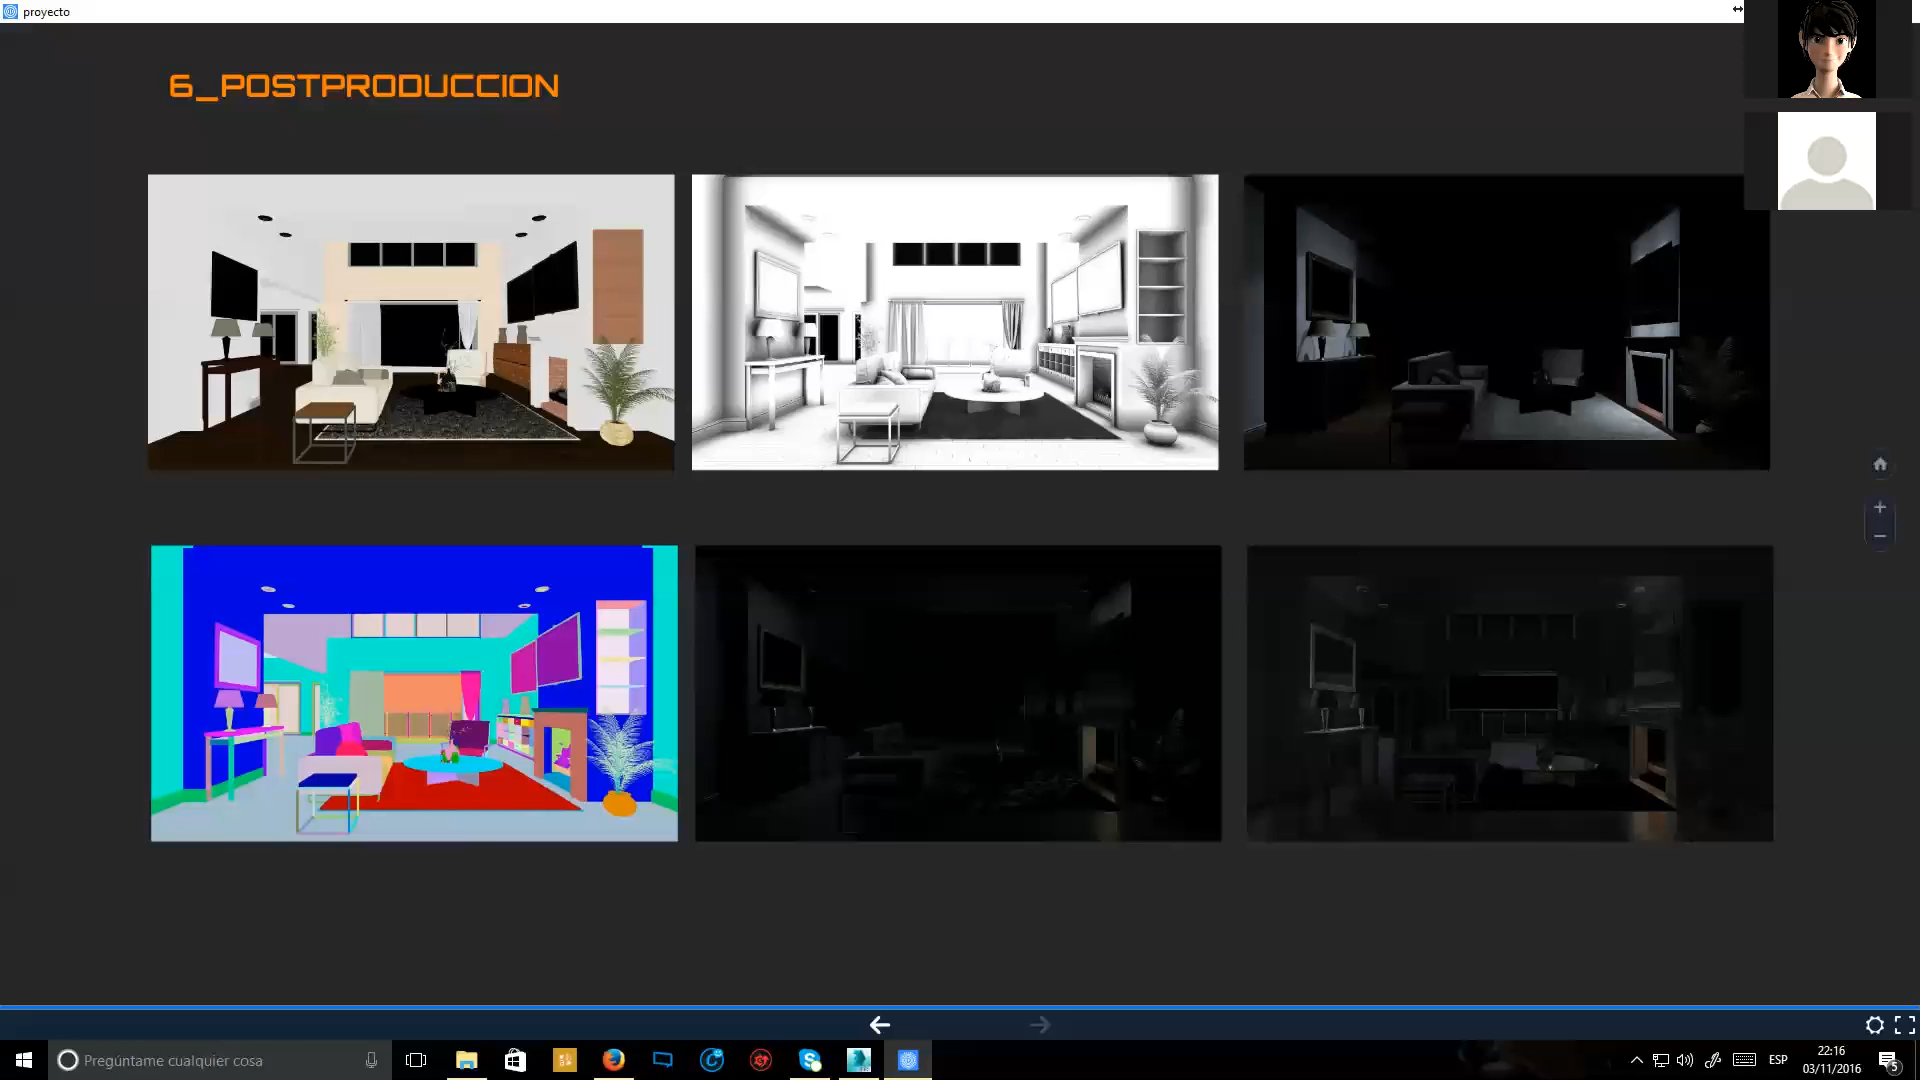 proyecto
6_POSTPRODUCCION
Pregúntame cualquier cosa
ESP
22:16
03/11/2016
5